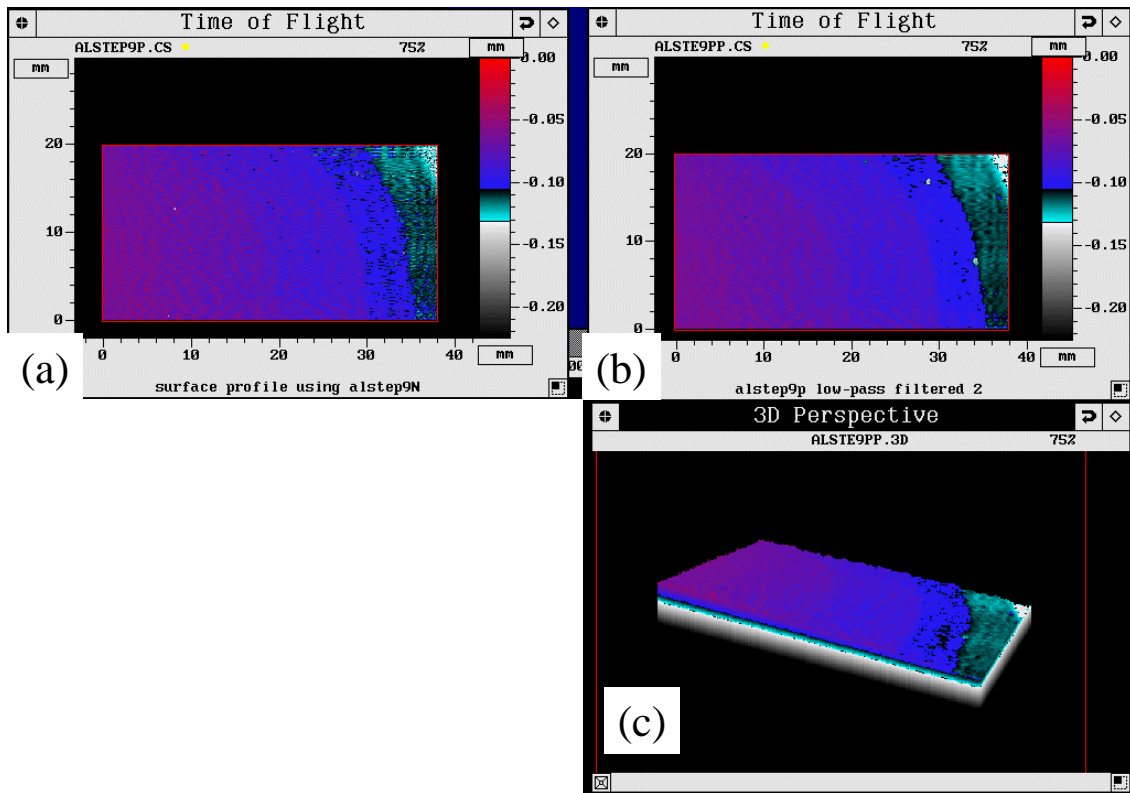 Time of Flight
ALSTEP9P.CS
75%
mm
mm
0.00
-0.05
-0.10
-0.15
-0.20
20
10
0
0
10
20
30
40
mm
surface profile using alstep9N
(a)
Time of Flight
ALSTE9PP.CS
75%
mm
mm
0.00
-0.05
-0.10
-0.15
-0.20
20
10
0
0
10
20
30
40
mm
alstep9p low-pass filtered 2
(b)
3D Perspective
ALSTE9PP.3D
75%
(c)